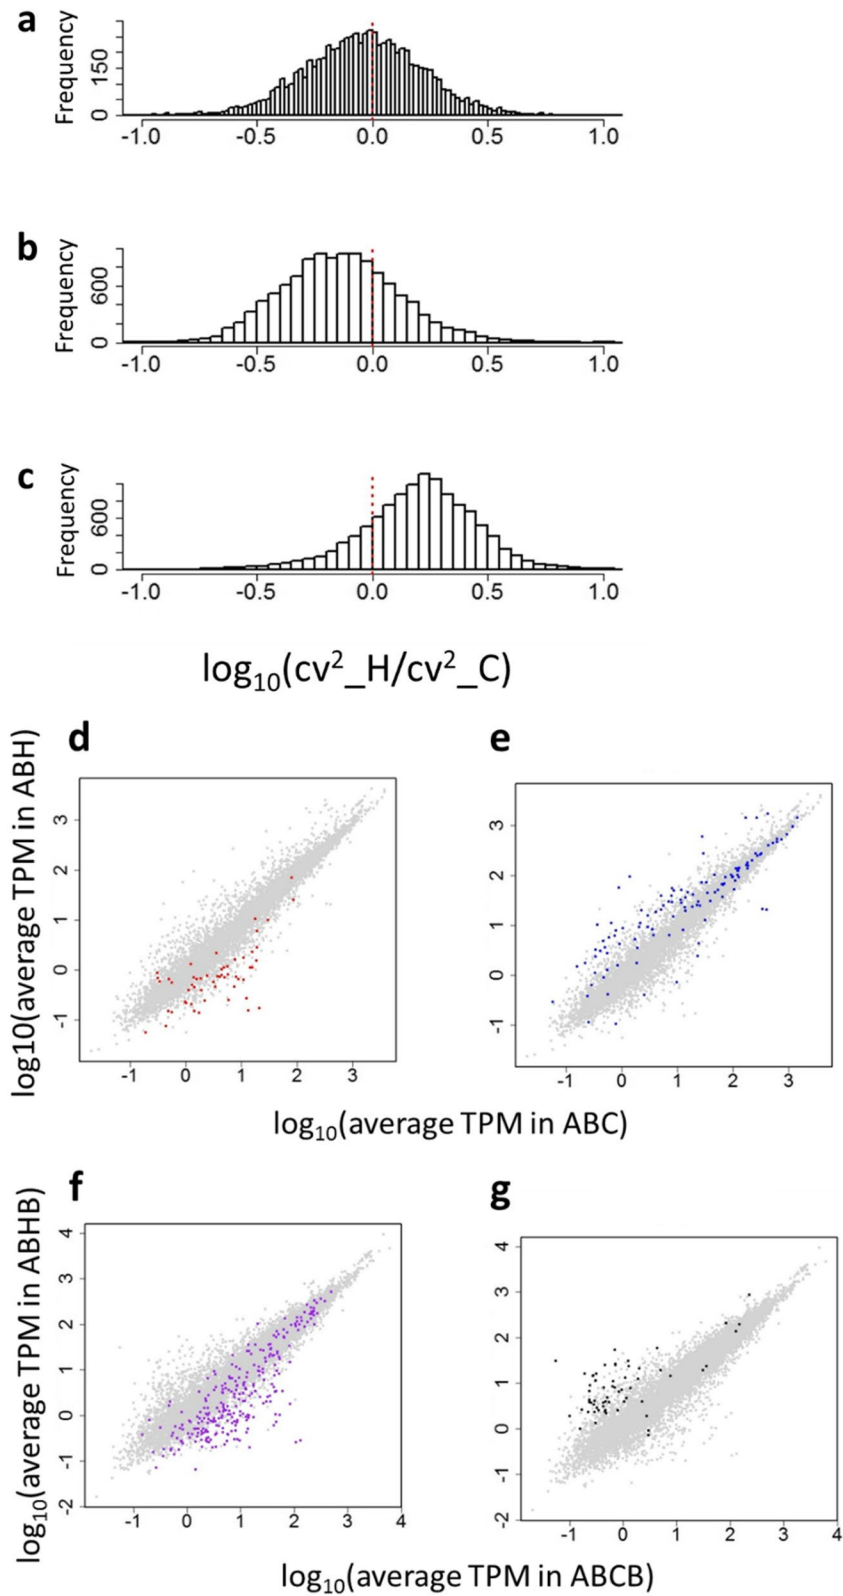 a
Frequency
0 150
-1.0 -0.5 0.0 0.5 1.0
b
Frequency
0 600
-1.0 -0.5 0.0 0.5 1.0
c
Frequency
0 600
-1.0 -0.5 0.0 0.5 1.0
log₁₀(cv²_H/cv²_C)
d
e
log10(average TPM in ABH)
3
2
1
0
-1
-1 0 1 2 3
3
2
1
0
-1
-1 0 1 2 3
log₁₀(average TPM in ABC)
f
g
log₁₀(average TPM in ABHB)
4
3
2
1
0
-1
-2
-1 0 1 2 3 4
4
3
2
1
0
-1
-2
-1 0 1 2 3 4
log₁₀(average TPM in ABCB)